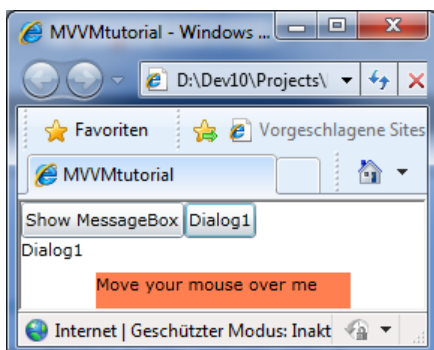 MVVMtutorial - Windows ...
D:\Dev10\Projects\
Favoriten Vorgeschlagene Sites
MVVMtutorial
Show MessageBox Dialog1
Dialog1
Move your mouse over me
Internet | Geschützter Modus: Inakt